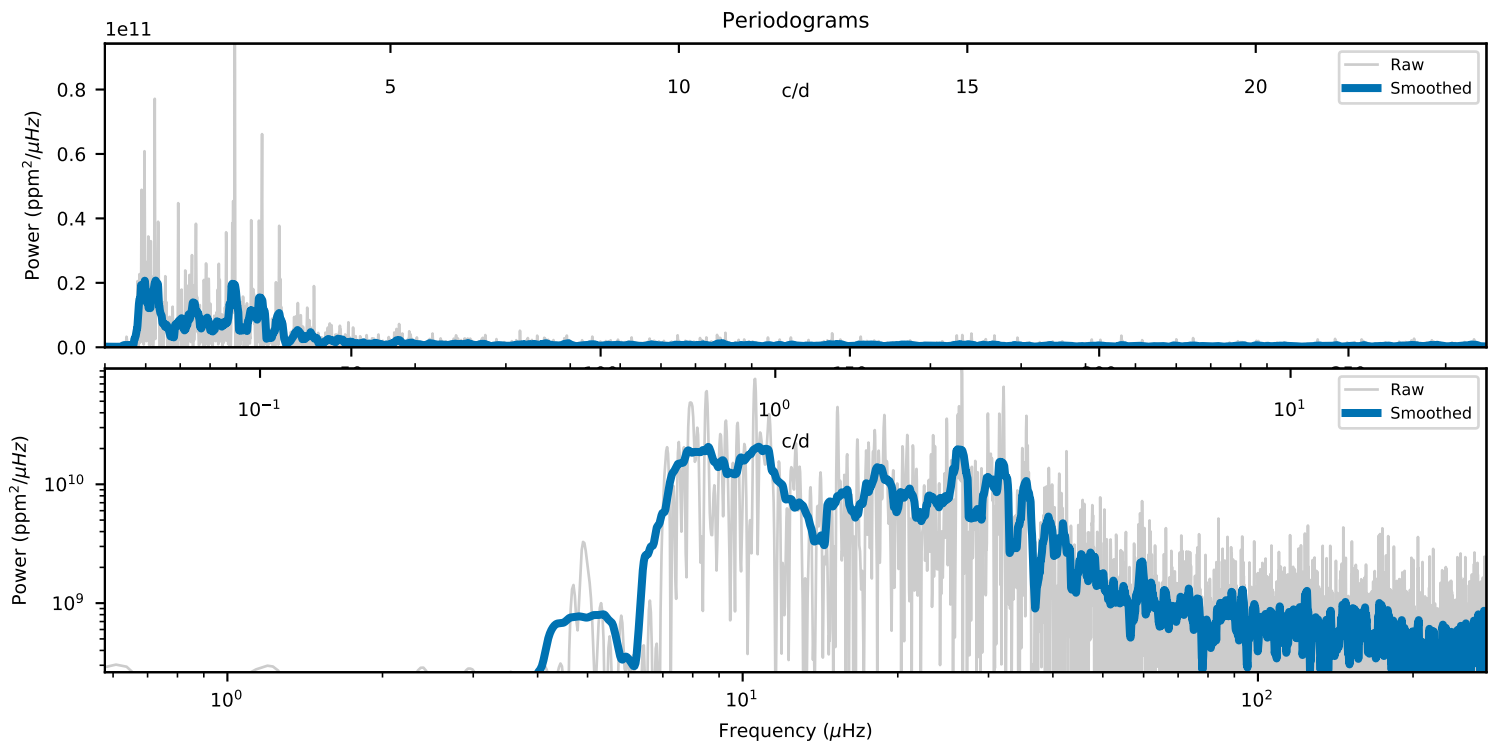 Periodograms
1e11
Power (ppm²/μHz)
0.8
0.6
0.4
0.2
0.0
5
10
15
20
c/d
Raw
Smoothed
Power (ppm²/μHz)
10¹⁰
10⁹
10⁻¹
10⁰
10¹
c/d
Raw
Smoothed
10⁰
10¹
10²
Frequency (μHz)